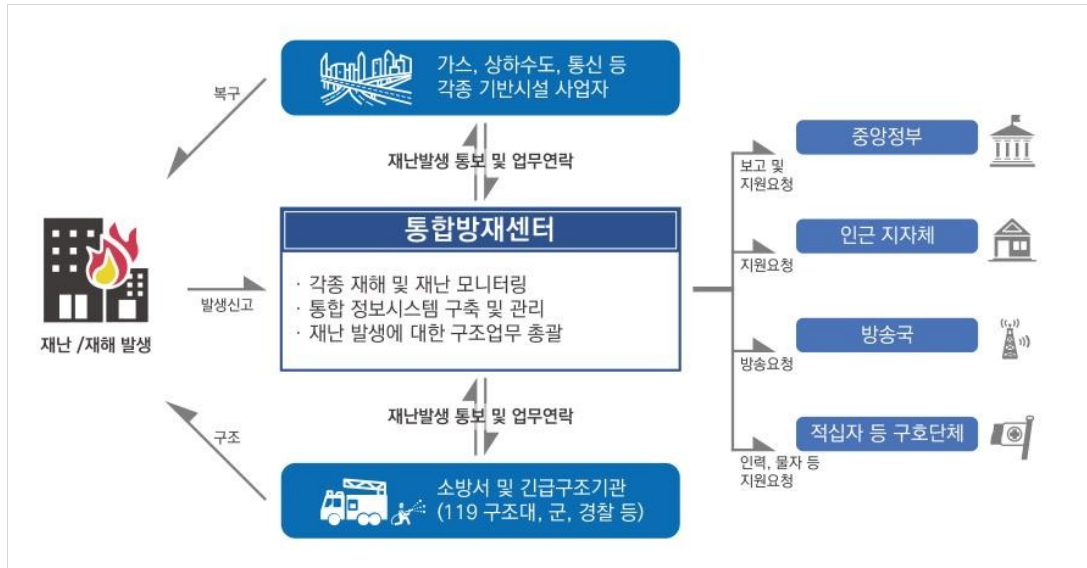 가스, 상하수도, 통신 등
각종 기반시설 사업자
복구
재난발생 통보 및 업무연락
중앙정부
보고 및
지원요청
통합방재센터
인근 지자체
· 각종 재해 및 재난 모니터링
· 통합 정보시스템 구축 및 관리
· 재난 발생에 대한 구조업무 총괄
지원요청
발생신고
재난 /재해 발생
방송국
방송요청
재난발생 통보 및 업무연락
구조
적십자 등 구호단체
인력, 물자 등
지원요청
소방서 및 긴급구조기관
(119 구조대, 군, 경찰 등)